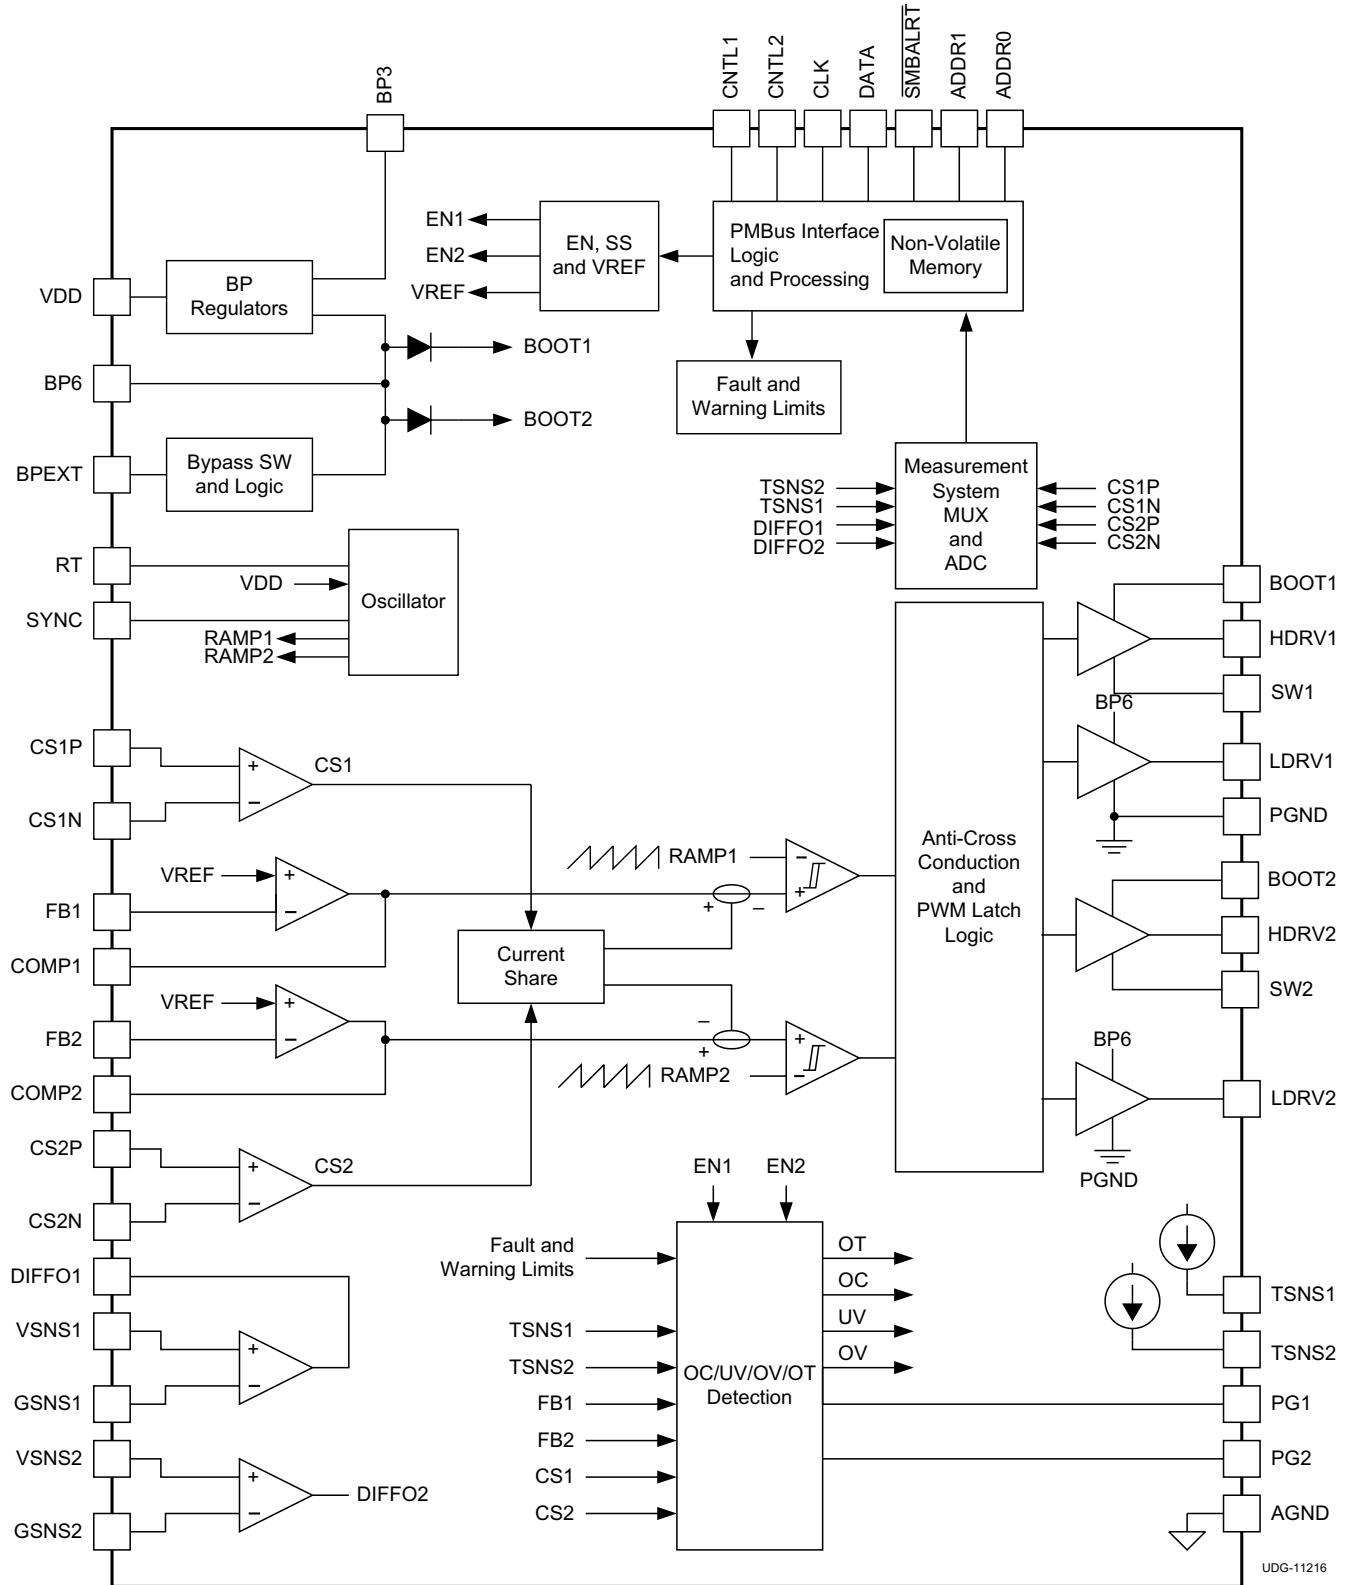 BP3
CNTL1
CNTL2
CLK
DATA
SMBALRT
ADDR1
ADDR0
EN1
EN2
VREF
EN, SS
and VREF
PMBus Interface
Logic
and Processing
Non-Volatile
Memory
VDD
BP
Regulators
BOOT1
BP6
BOOT2
Fault and
Warning Limits
BPEXT
Bypass SW
and Logic
TSNS2
TSNS1
DIFFO1
DIFFO2
Measurement
System
MUX
and
ADC
CS1P
CS1N
CS2P
CS2N
RT
VDD
Oscillator
SYNC
RAMP1
RAMP2
BOOT1
HDRV1
SW1
BP6
LDRV1
PGND
CS1P
+
−
CS1
CS1N
VREF
+
−
FB1
COMP1
RAMP1
−
+
+
−
Current
Share
Anti-Cross
Conduction
and
PWM Latch
Logic
BOOT2
HDRV2
SW2
VREF
+
−
FB2
COMP2
−
+
+
−
RAMP2
BP6
LDRV2
PGND
CS2P
+
−
CS2
CS2N
DIFFO1
VSNS1
+
−
GSNS1
VSNS2
+
−
DIFFO2
GSNS2
EN1
EN2
Fault and
Warning Limits
TSNS1
TSNS2
FB1
FB2
CS1
CS2
OC/UV/OV/OT
Detection
OT
OC
UV
OV
TSNS1
TSNS2
PG1
PG2
AGND
UDG-11216